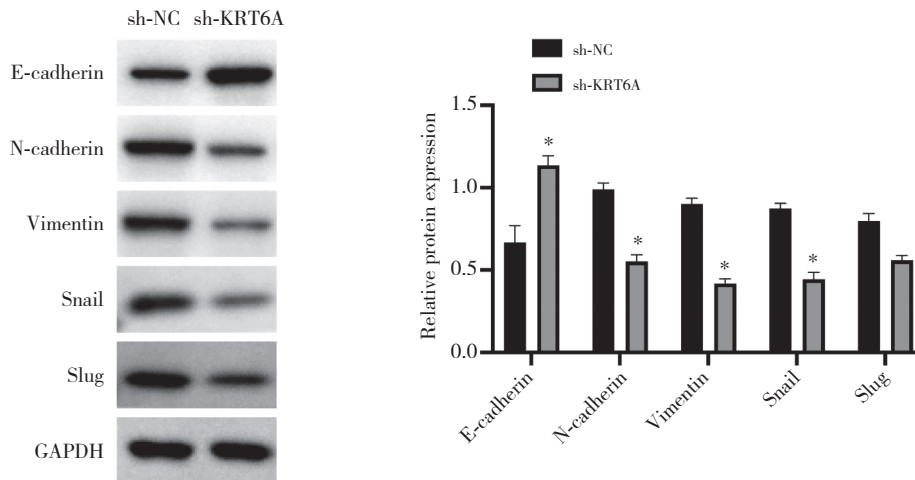 sh-NC sh-KRT6A
E-cadherin
N-cadherin
Vimentin
Snail
Slug
GAPDH
sh-NC
sh-KRT6A
Relative protein expression
1.5
1.0
0.5
0.0
*
*
*
*
E-cadherin
N-cadherin
Vimentin
Snail
Slug